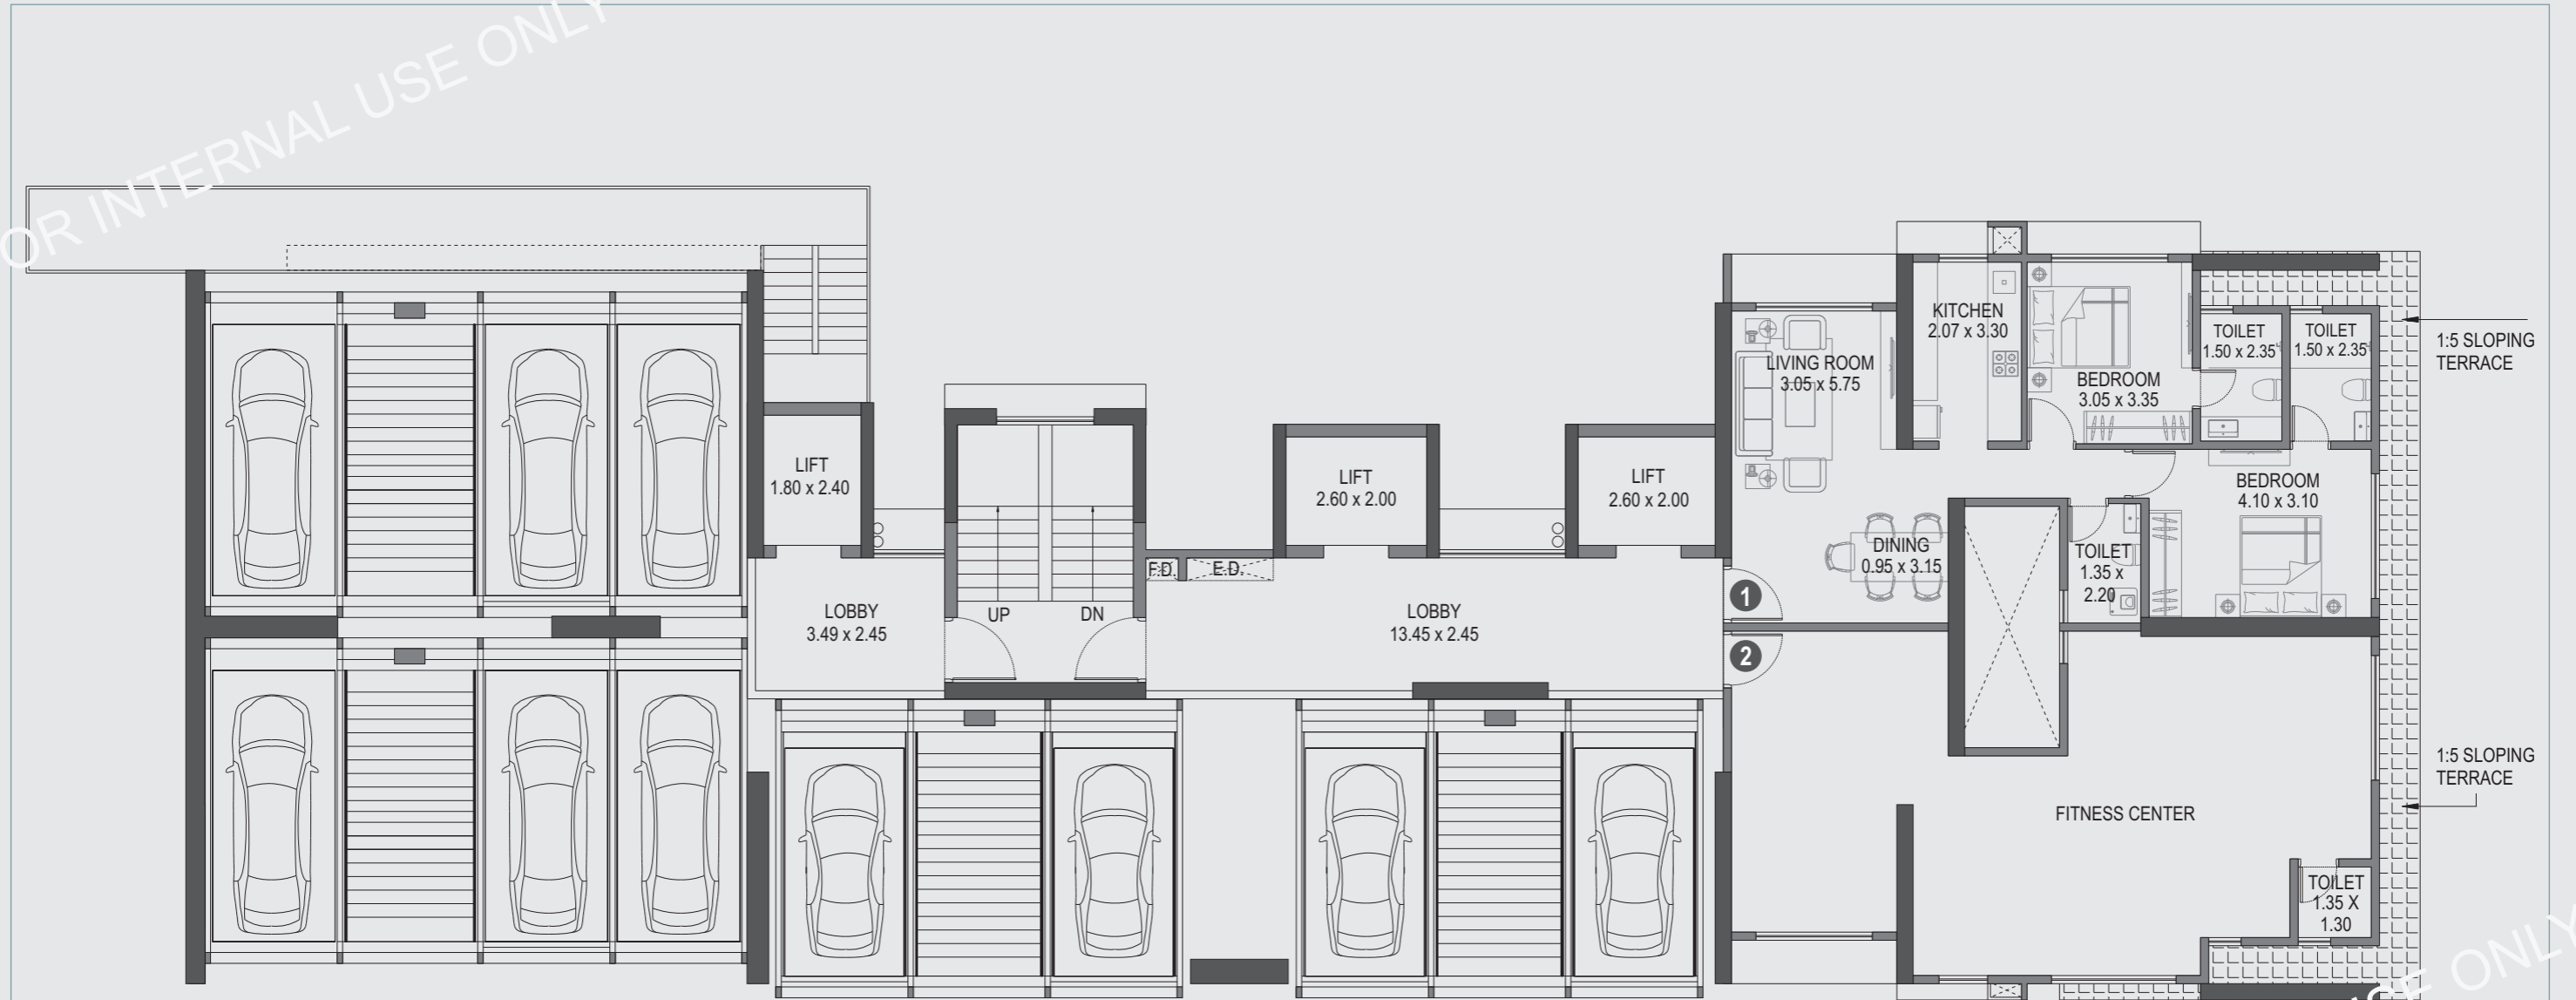 OR INTERNAL USE ONLY
KITCHEN
2.07 x 3.30
TOILET
1.50 x 2.35
TOILET
1.50 x 2.35
1:5 SLOPING
TERRACE
LIVING ROOM
3.05 x 5.75
BEDROOM
3.05 x 3.35
LIFT
1.80 x 2.40
LIFT
2.60 x 2.00
LIFT
2.60 x 2.00
BEDROOM
4.10 x 3.10
DINING
0.95 x 3.15
TOILET
1.35 x
2.20
F.D.
E.D.
1
LOBBY
3.49 x 2.45
UP
DN
LOBBY
13.45 x 2.45
2
1:5 SLOPING
TERRACE
FITNESS CENTER
TOILET
1.35 X
1.30
USE ONLY